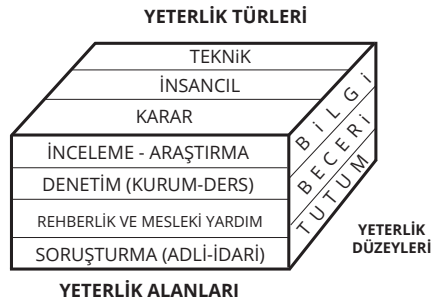 YETERLİK TÜRLERİ
TEKNiK
İNSANCIL
KARAR
İNCELEME - ARAŞTIRMA
DENETİM (KURUM-DERS)
REHBERLİK VE MESLEKİ YARDIM
SORUŞTURMA (ADLİ-İDARİ)
BİLGİ
BECERİ
TUTUM
YETERLİK
DÜZEYLERİ
YETERLİK ALANLARI